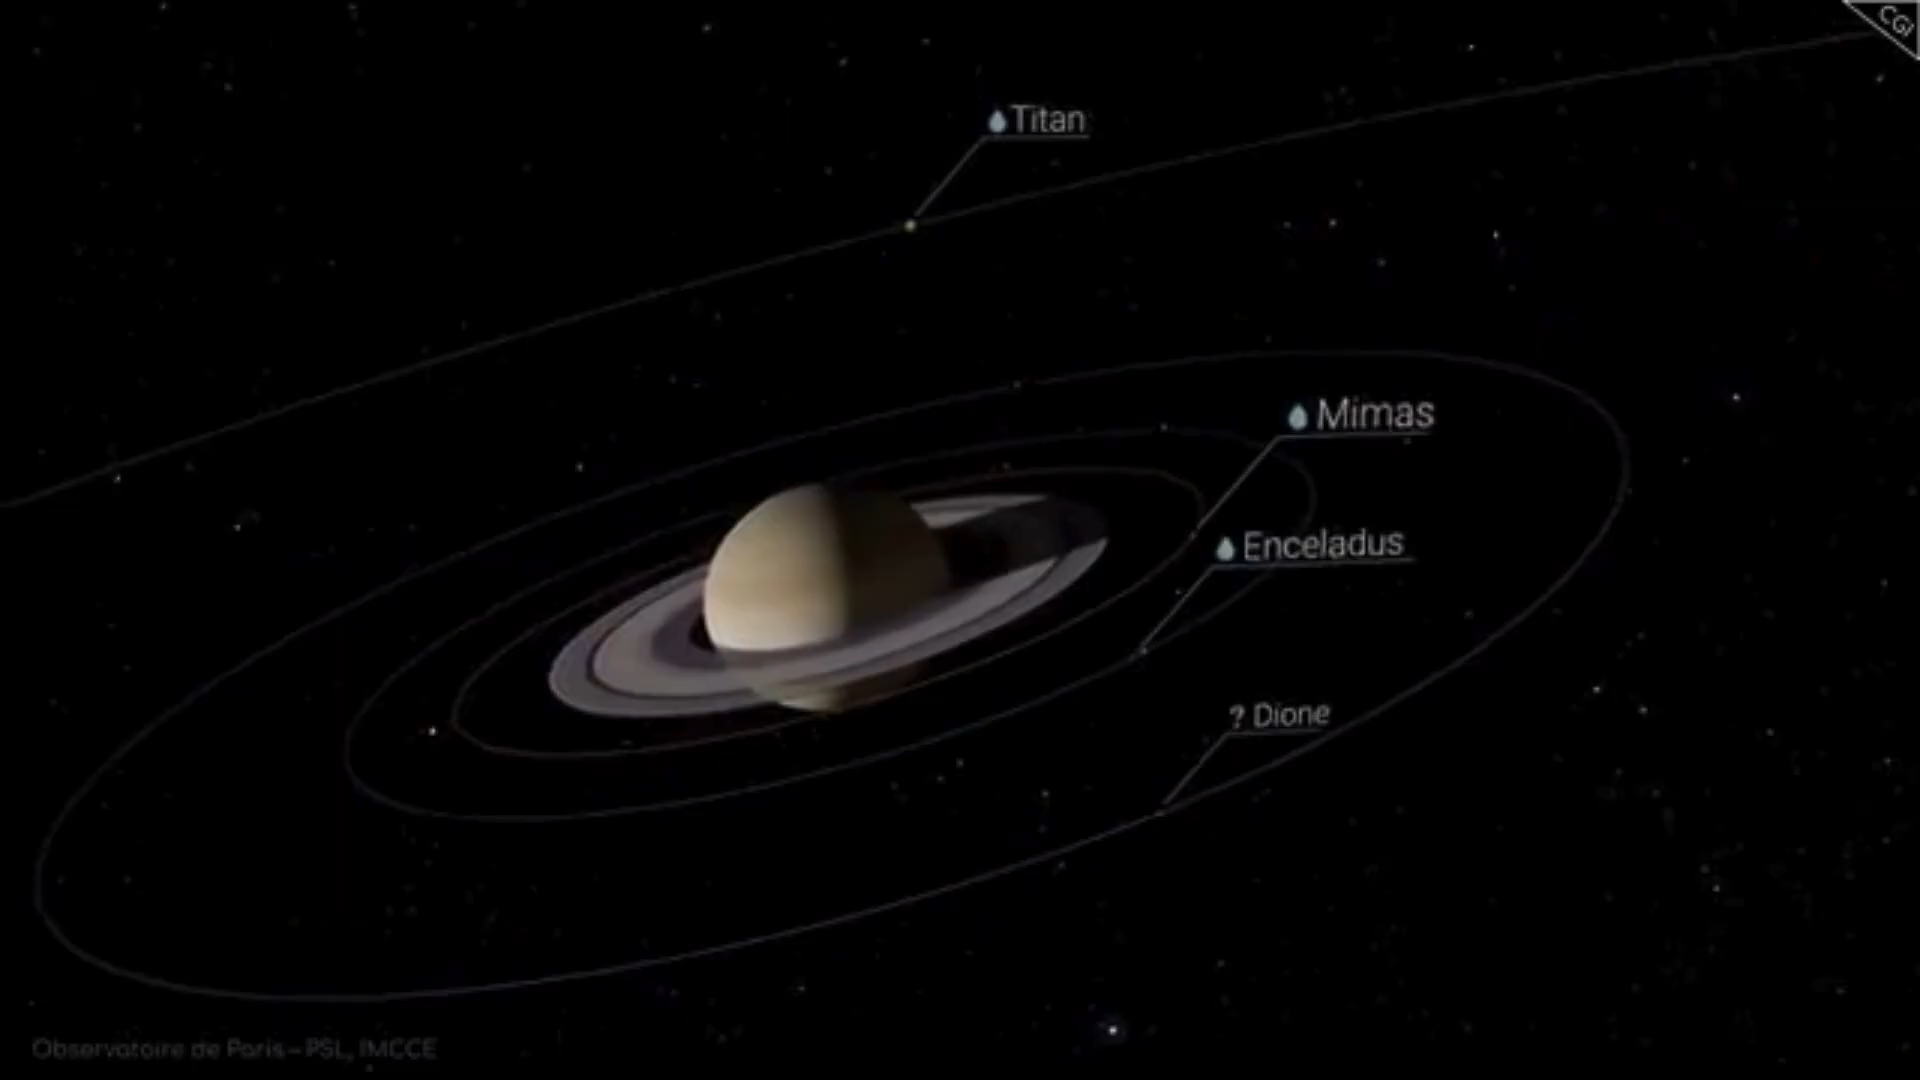 CGI
Titan
Mimas
Enceladus
? Dione
Observatoire de Paris – PSL, IMCCE